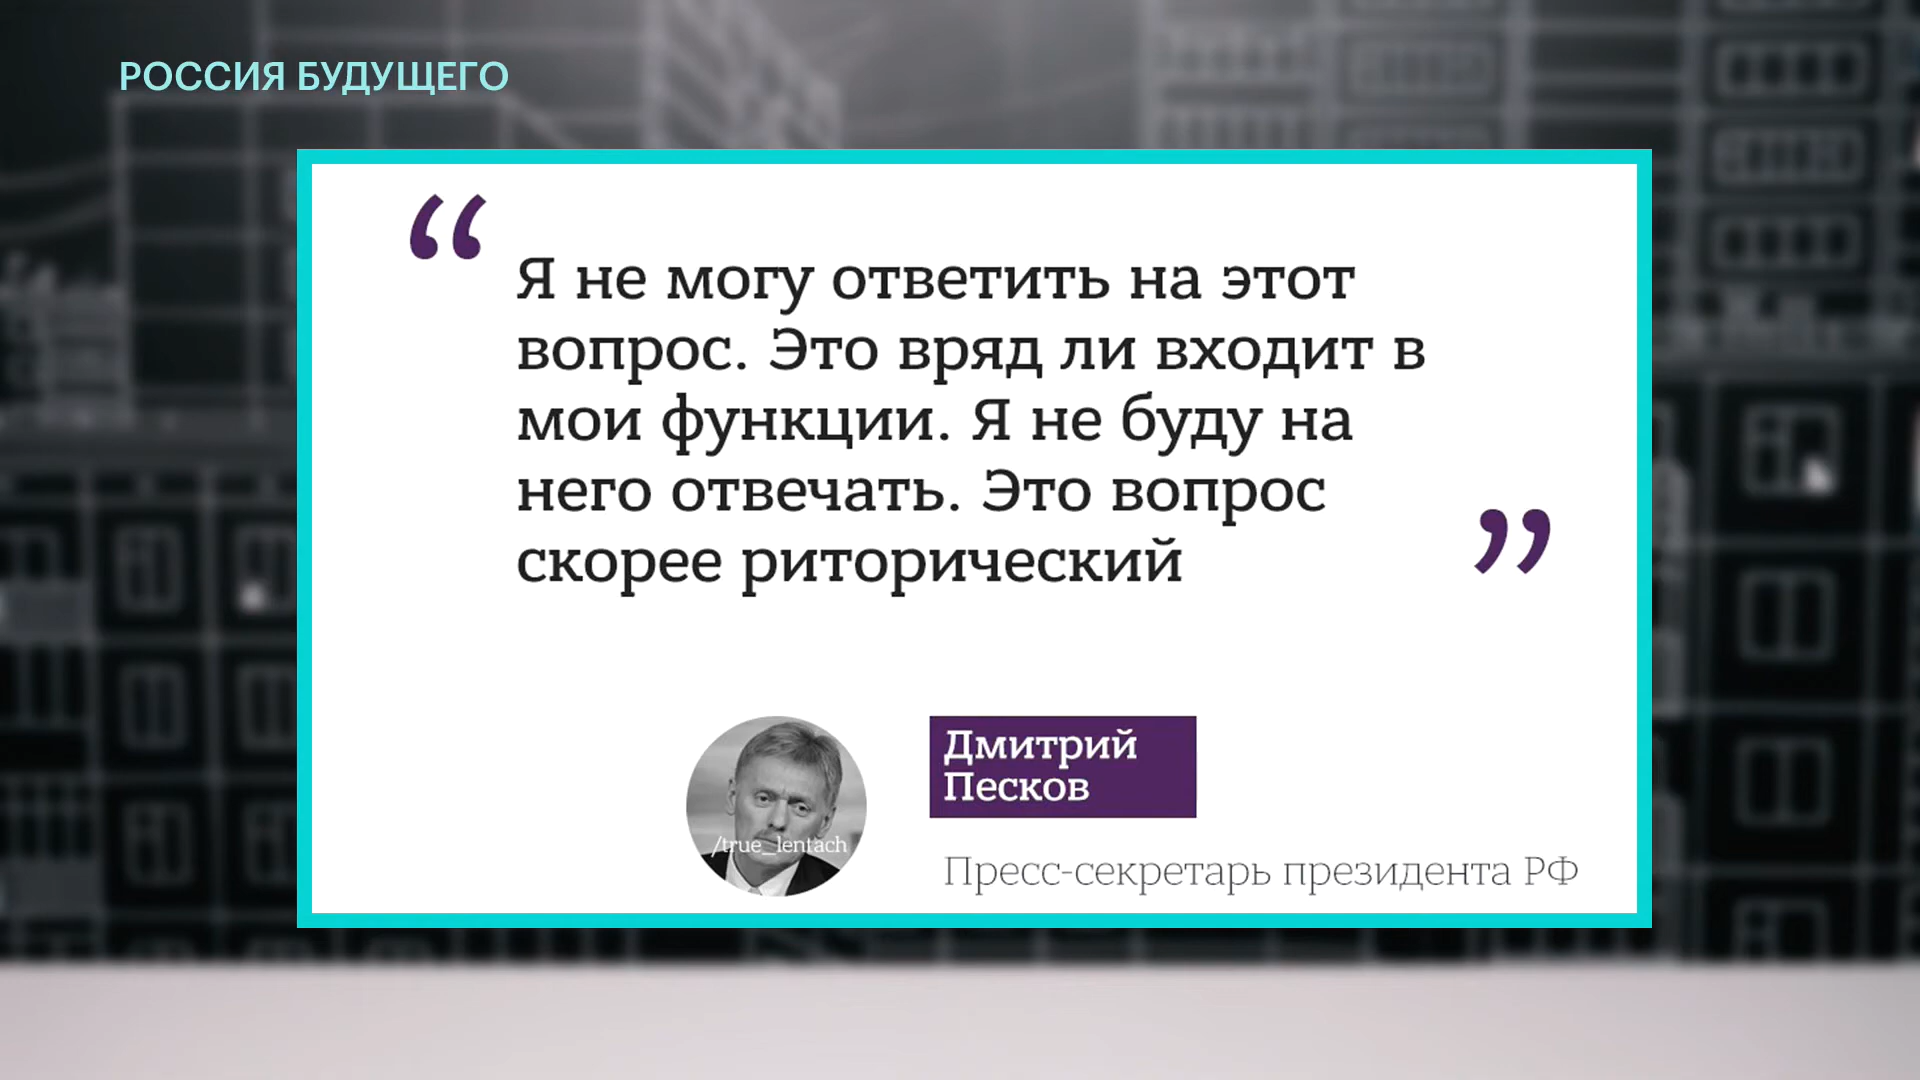 РОССИЯ БУДУЩЕГО
“
Я не могу ответить на этот
вопрос. Это вряд ли входит в
мои функции. Я не буду на
него отвечать. Это вопрос
скорее риторический
”
Дмитрий
Песков
/true_lentach
Пресс-секретарь президента РФ